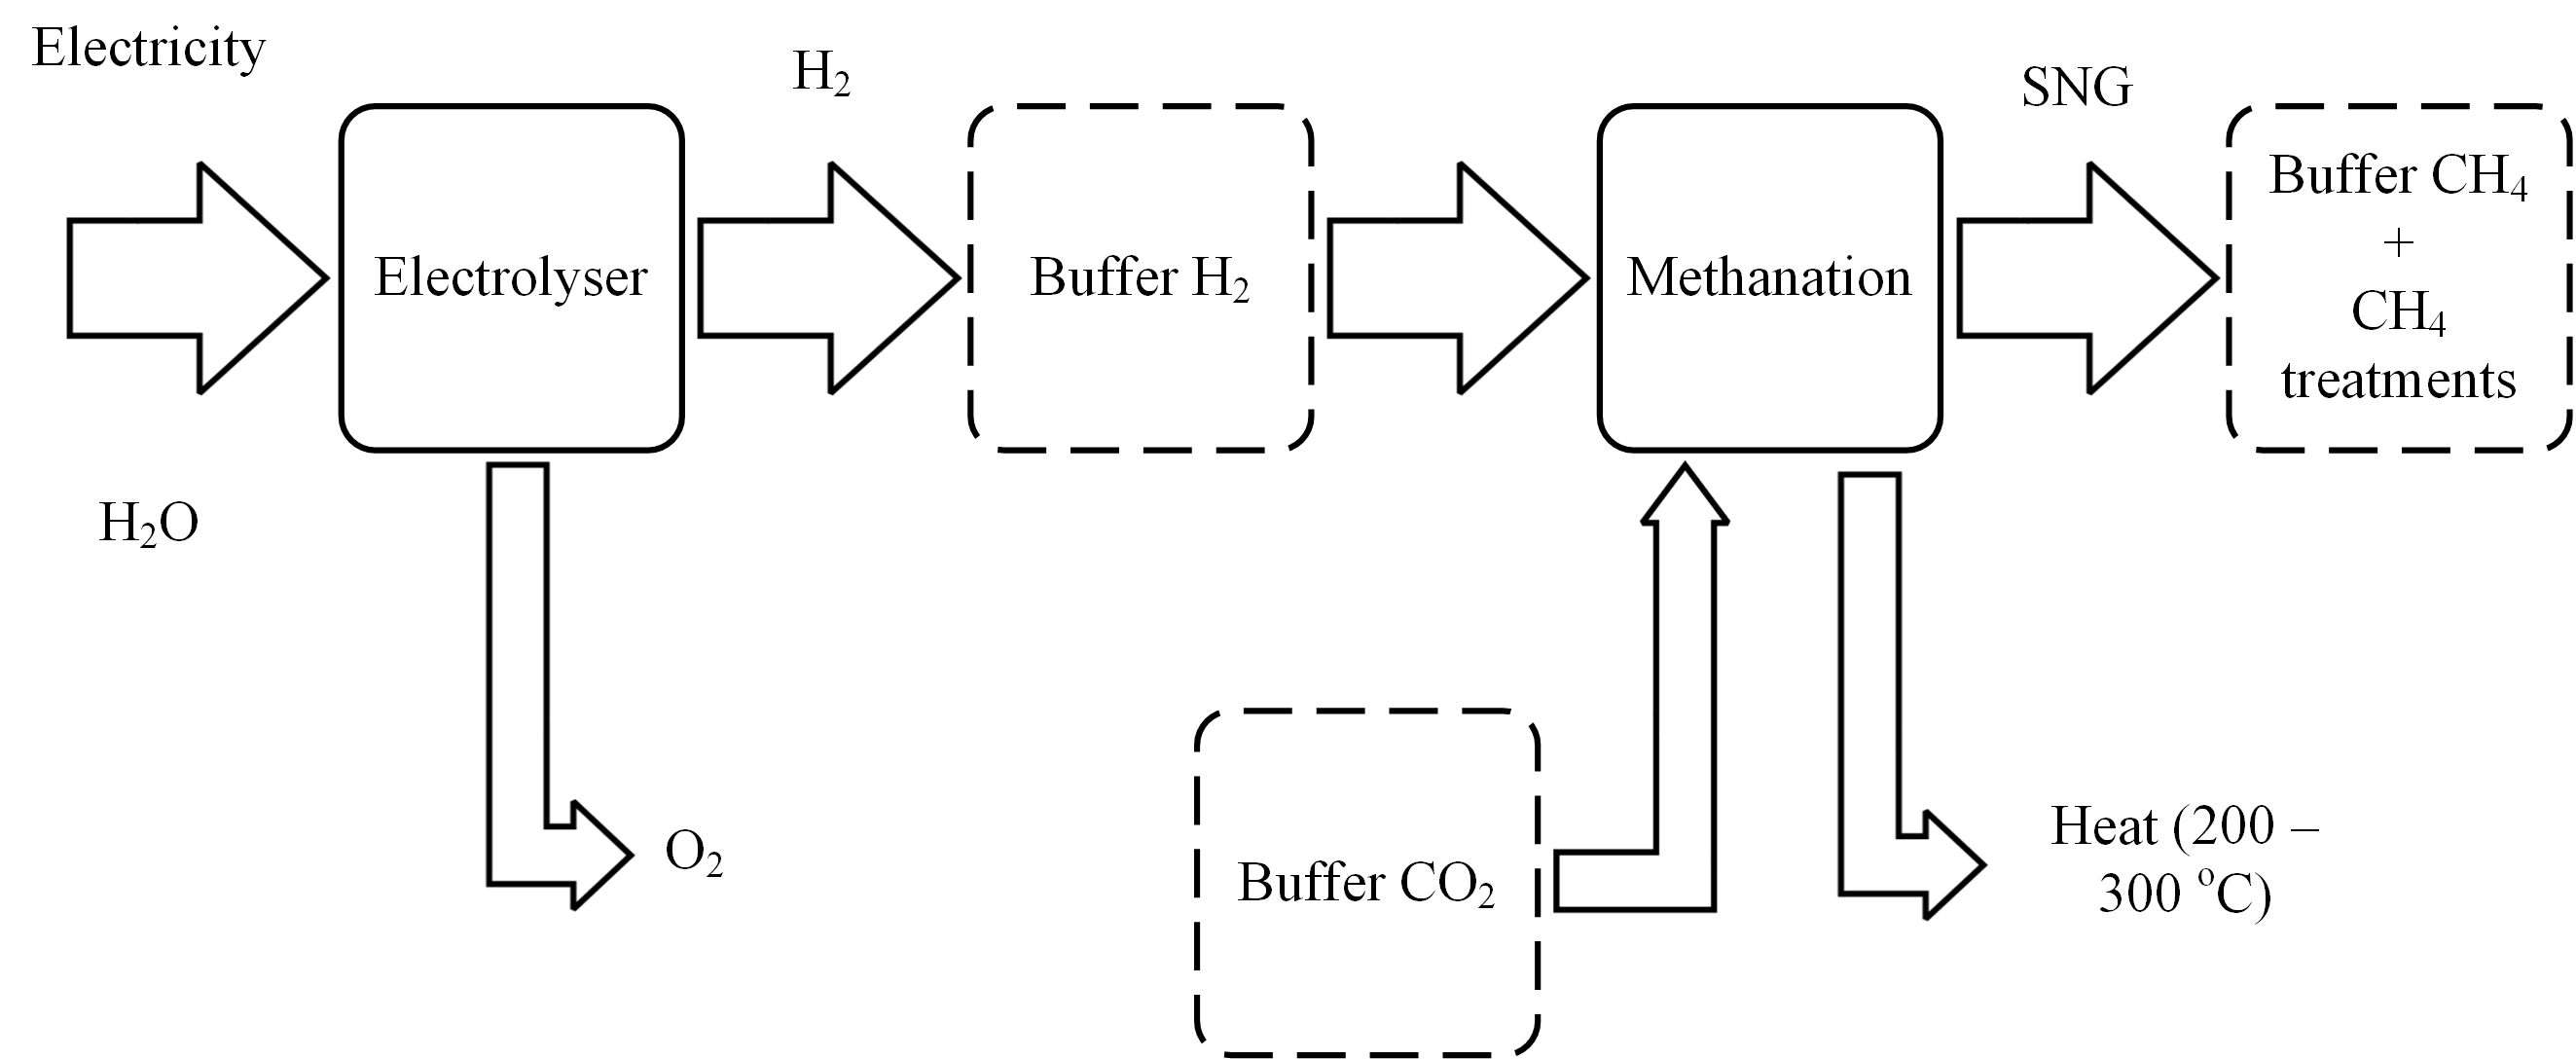 Electricity
H₂O
Electrolyser
O₂
H₂
Buffer H₂
Buffer CO₂
Methanation
Heat (200 –
300 °C)
SNG
Buffer CH₄
+
CH₄
treatments